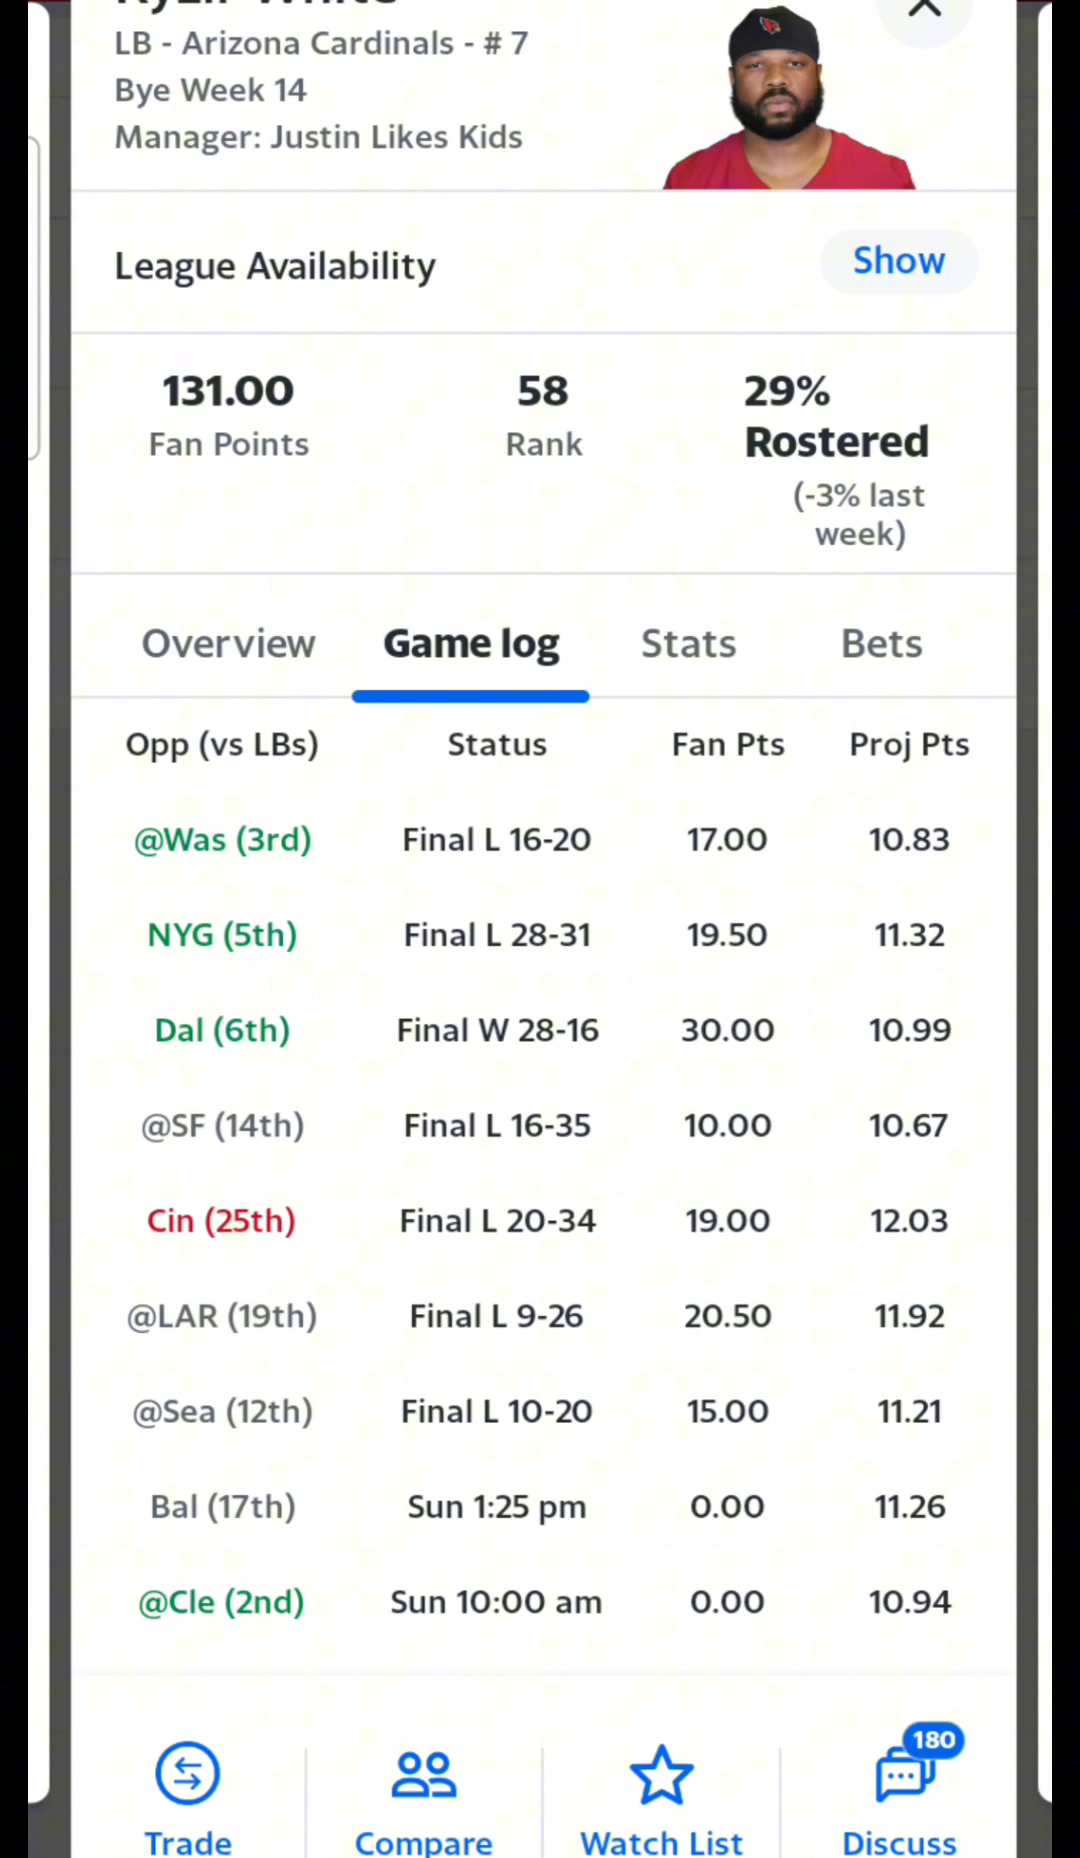 LB - Arizona Cardinals - # 7
Bye Week 14
Manager: Justin Likes Kids
League Availability
Show
131.00
Fan Points
58
Rank
29%
Rostered
(-3% last
week)
Overview Game log Stats Bets
Opp (vs LBs) Status Fan Pts Proj Pts
@Was (3rd) Final L 16-20 17.00 10.83
NYG (5th) Final L 28-31 19.50 11.32
Dal (6th) Final W 28-16 30.00 10.99
@SF (14th) Final L 16-35 10.00 10.67
Cin (25th) Final L 20-34 19.00 12.03
@LAR (19th) Final L 9-26 20.50 11.92
@Sea (12th) Final L 10-20 15.00 11.21
Bal (17th) Sun 1:25 pm 0.00 11.26
@Cle (2nd) Sun 10:00 am 0.00 10.94
180
Trade Compare Watch List Discuss